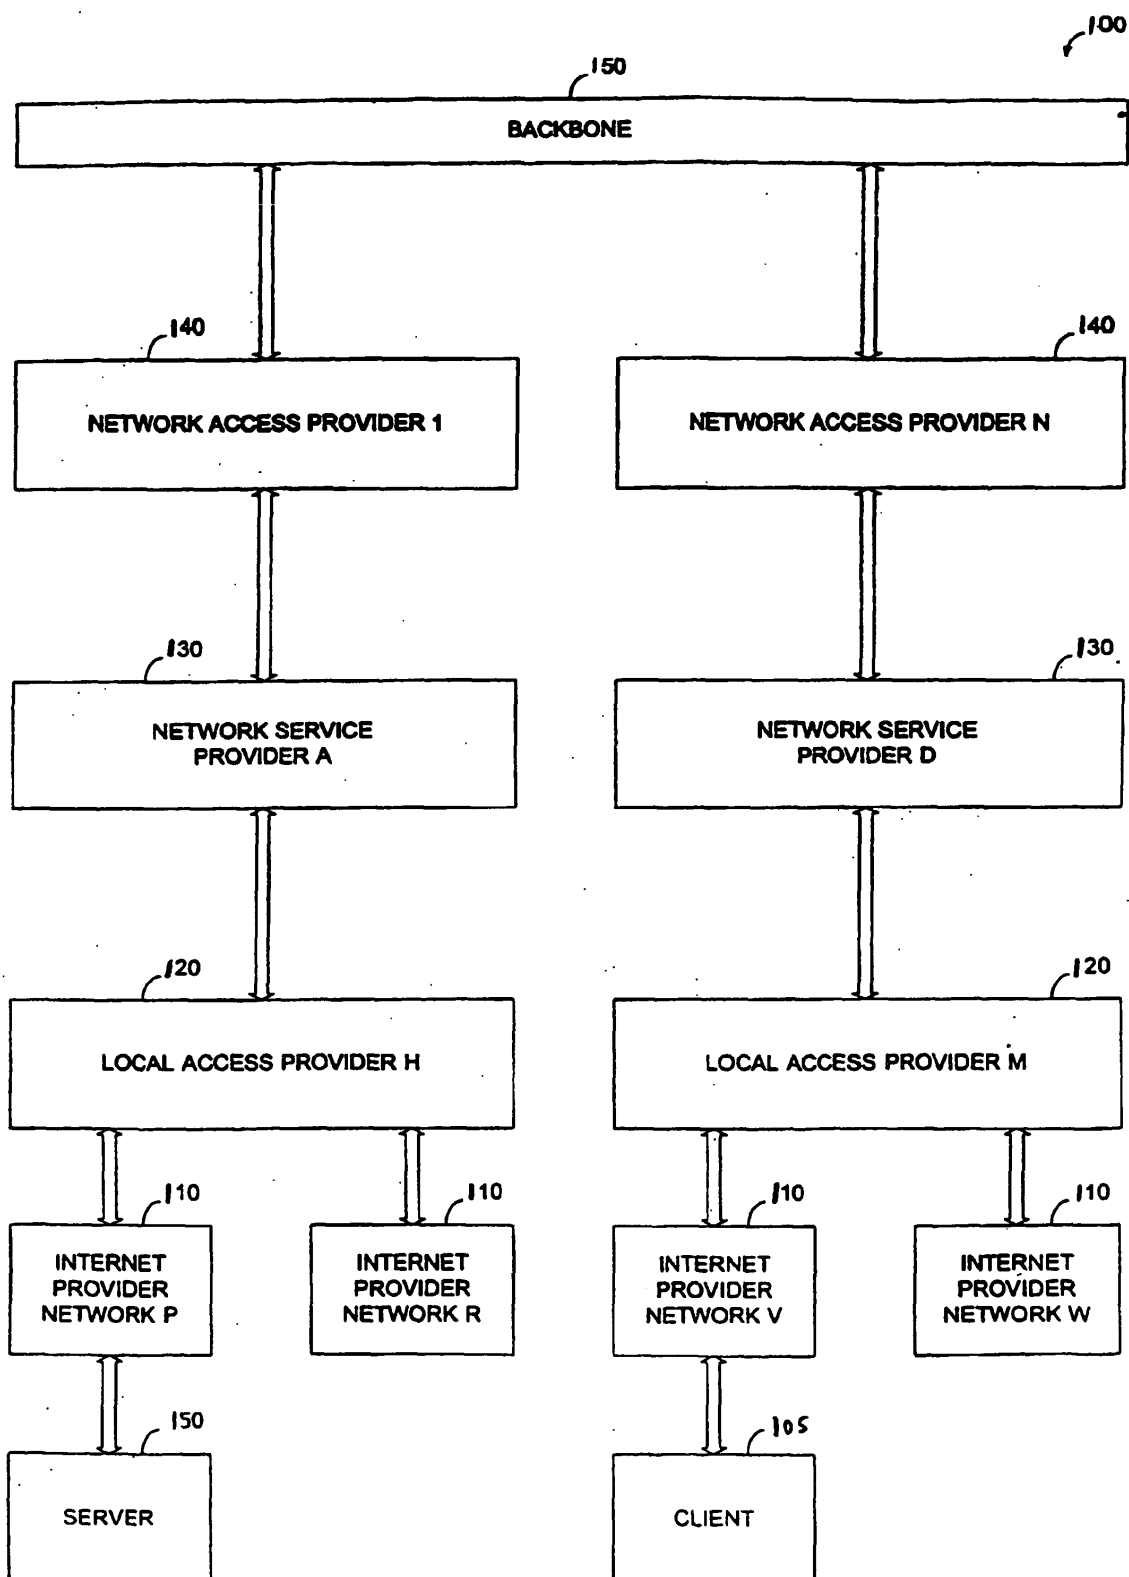 100
150
BACKBONE
140
140
NETWORK ACCESS PROVIDER 1
NETWORK ACCESS PROVIDER N
130
130
NETWORK SERVICE
PROVIDER A
NETWORK SERVICE
PROVIDER D
120
120
LOCAL ACCESS PROVIDER H
LOCAL ACCESS PROVIDER M
110
110
110
110
INTERNET
PROVIDER
NETWORK P
INTERNET
PROVIDER
NETWORK R
INTERNET
PROVIDER
NETWORK V
INTERNET
PROVIDER
NETWORK W
150
105
SERVER
CLIENT